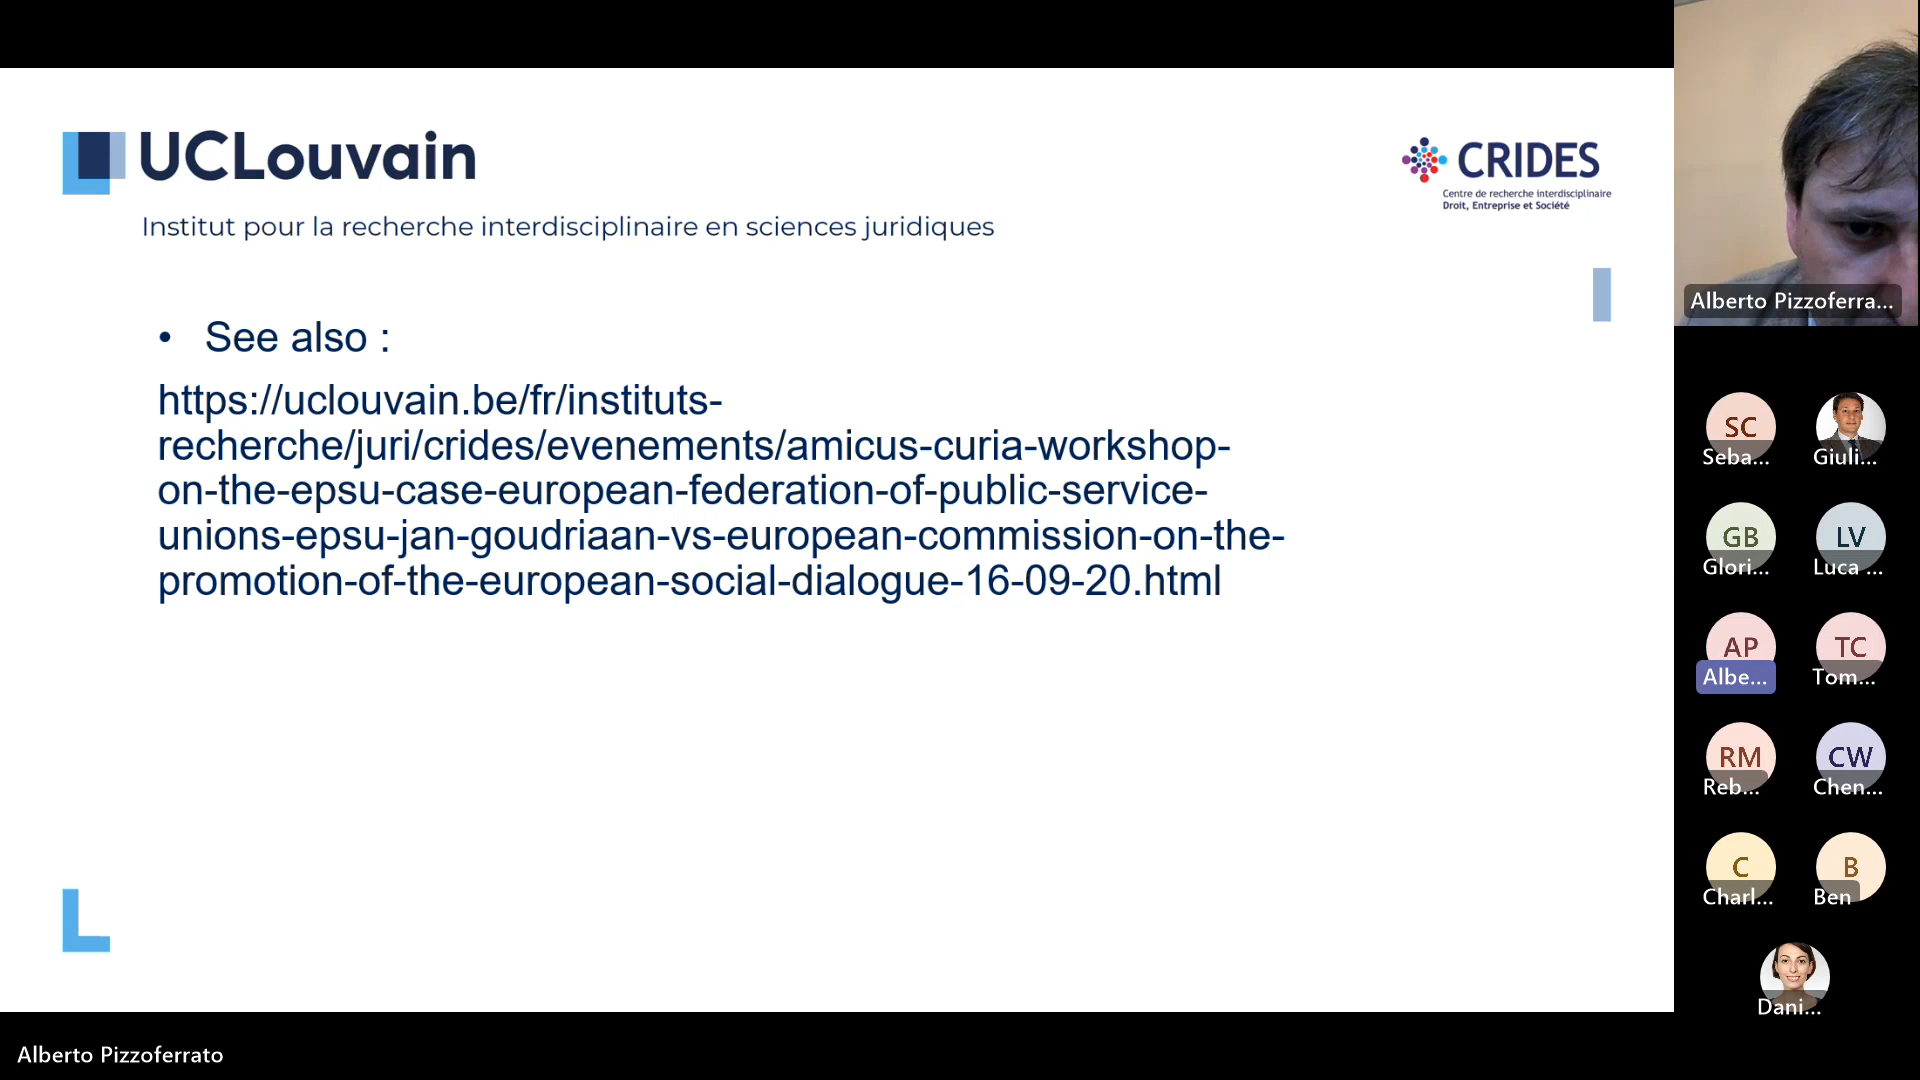 UCLouvain
Institut pour la recherche interdisciplinaire en sciences juridiques
CRIDES
Centre de recherche interdisciplinaire
Droit, Entreprise et Société
• See also :
https://uclouvain.be/fr/instituts-
recherche/juri/crides/evenements/amicus-curia-workshop-
on-the-epsu-case-european-federation-of-public-service-
unions-epsu-jan-goudriaan-vs-european-commission-on-the-
promotion-of-the-european-social-dialogue-16-09-20.html
Alberto Pizzoferra...
SC
Seba...
Giuli...
GB
Glori...
LV
Luca ...
AP
Albe...
TC
Tom...
RM
Reb...
CW
Chen...
C
Charl...
B
Ben
Dani...
Alberto Pizzoferrato